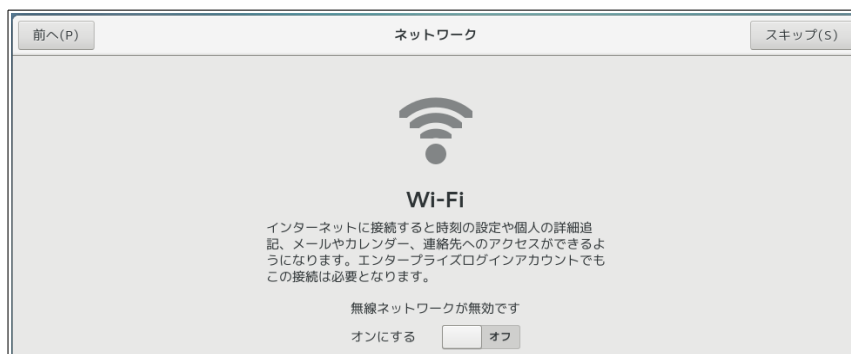 前へ(P)
ネットワーク
スキップ(S)
Wi-Fi
インターネットに接続すると時刻の設定や個人の詳細追
記、メールやカレンダー、連絡先へのアクセスができるよ
うになります。エンタープライズログインアカウントでも
この接続は必要となります。
無線ネットワークが無効です
オンにする オフ